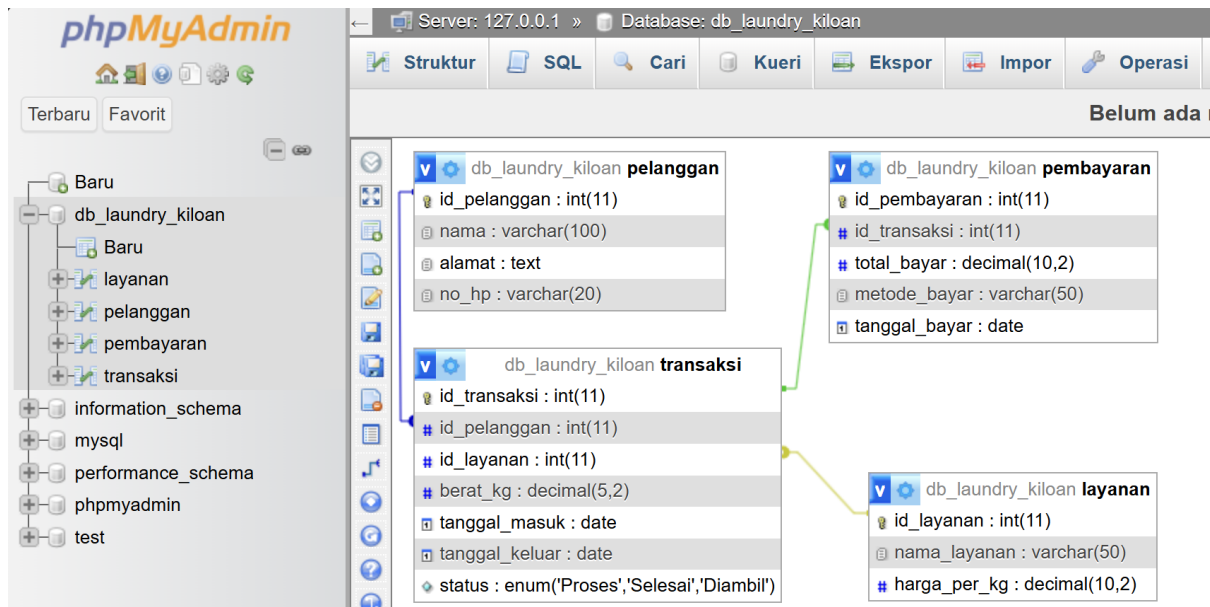 phpMyAdmin
Terbaru Favorit
Baru
db_laundry_kiloan
Baru
layanan
pelanggan
pembayaran
transaksi
information_schema
mysql
performance_schema
phpmyadmin
test
Server: 127.0.0.1 » Database: db_laundry_kiloan
Struktur SQL Cari Kueri Ekspor Impor Operasi
Belum ada
v db_laundry_kiloan pelanggan
id_pelanggan : int(11)
nama : varchar(100)
alamat : text
no_hp : varchar(20)
v db_laundry_kiloan pembayaran
id_pembayaran : int(11)
# id_transaksi : int(11)
# total_bayar : decimal(10,2)
metode_bayar : varchar(50)
tanggal_bayar : date
v db_laundry_kiloan transaksi
id_transaksi : int(11)
# id_pelanggan : int(11)
# id_layanan : int(11)
# berat_kg : decimal(5,2)
tanggal_masuk : date
tanggal_keluar : date
status : enum('Proses','Selesai','Diambil')
v db_laundry_kiloan layanan
id_layanan : int(11)
nama_layanan : varchar(50)
# harga_per_kg : decimal(10,2)